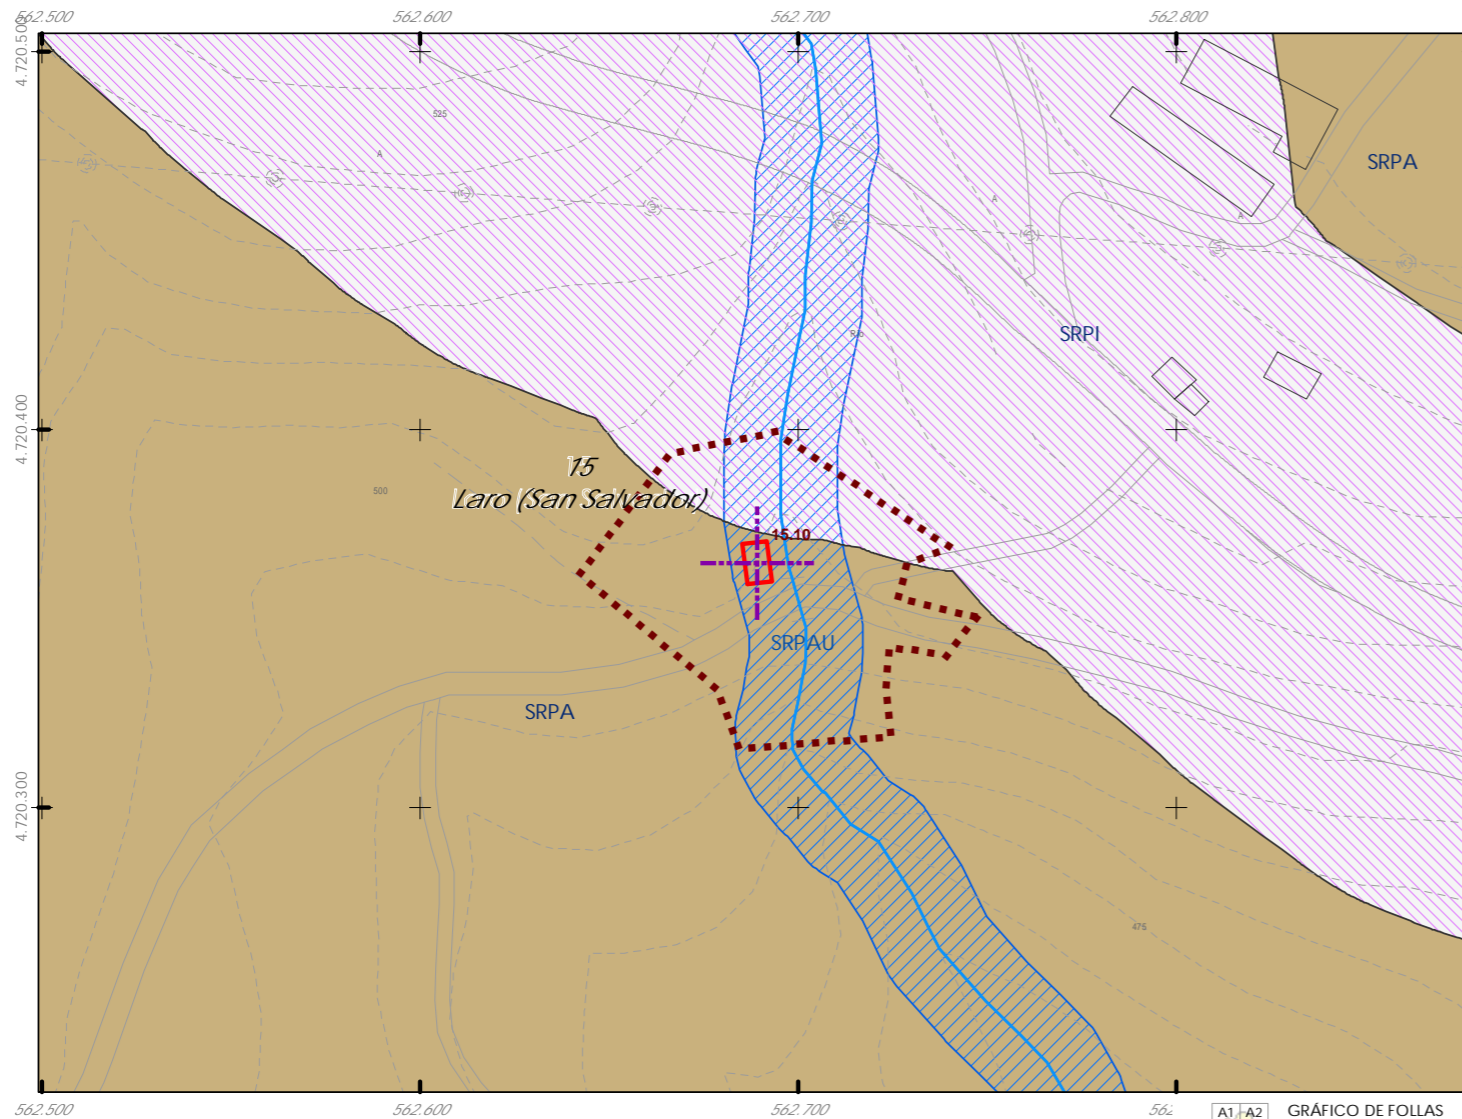 562.500 562.600 562.700 562.800
4.720.500
525
A
SRPA
A
A
SRPI
4.720.400
15
Laro (San Salvador)
500
15.10
SRPAU
SRPA
4.720.300
475
562.500 562.600 562.700
A1 A2 GRÁFICO DE FOLLAS